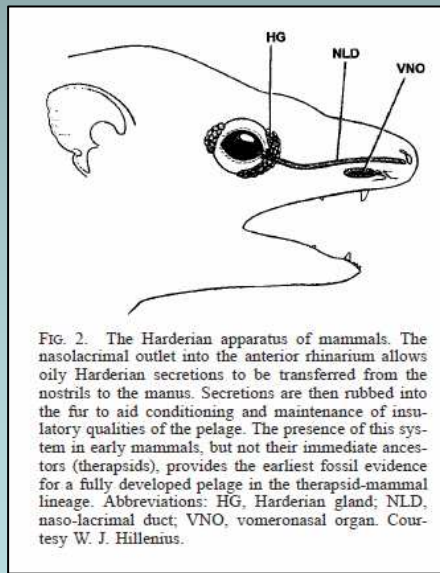 HG
NLD
VNO
FIG. 2. The Harderian apparatus of mammals. The
nasolacrimal outlet into the anterior rhinarium allows
oily Harderian secretions to be transferred from the
nostrils to the manus. Secretions are then rubbed into
the fur to aid conditioning and maintenance of insu-
latory qualities of the pelage. The presence of this sys-
tem in early mammals, but not their immediate ances-
tors (therapsids), provides the earliest fossil evidence
for a fully developed pelage in the therapsid-mammal
lineage. Abbreviations: HG, Harderian gland; NLD,
naso-lacrimal duct; VNO, vomeronasal organ. Cour-
tesy W. J. Hillenius.